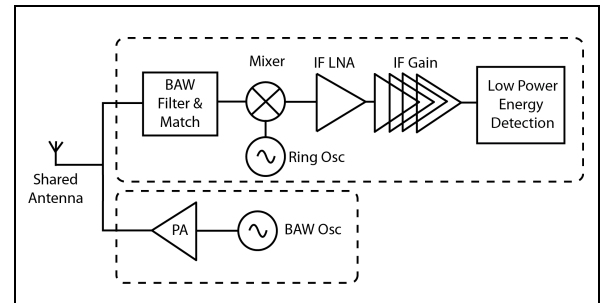 Mixer
IF LNA
IF Gain
BAW
Filter &
Match
Low Power
Energy
Detection
Ring Osc
Shared
Antenna
PA
BAW Osc